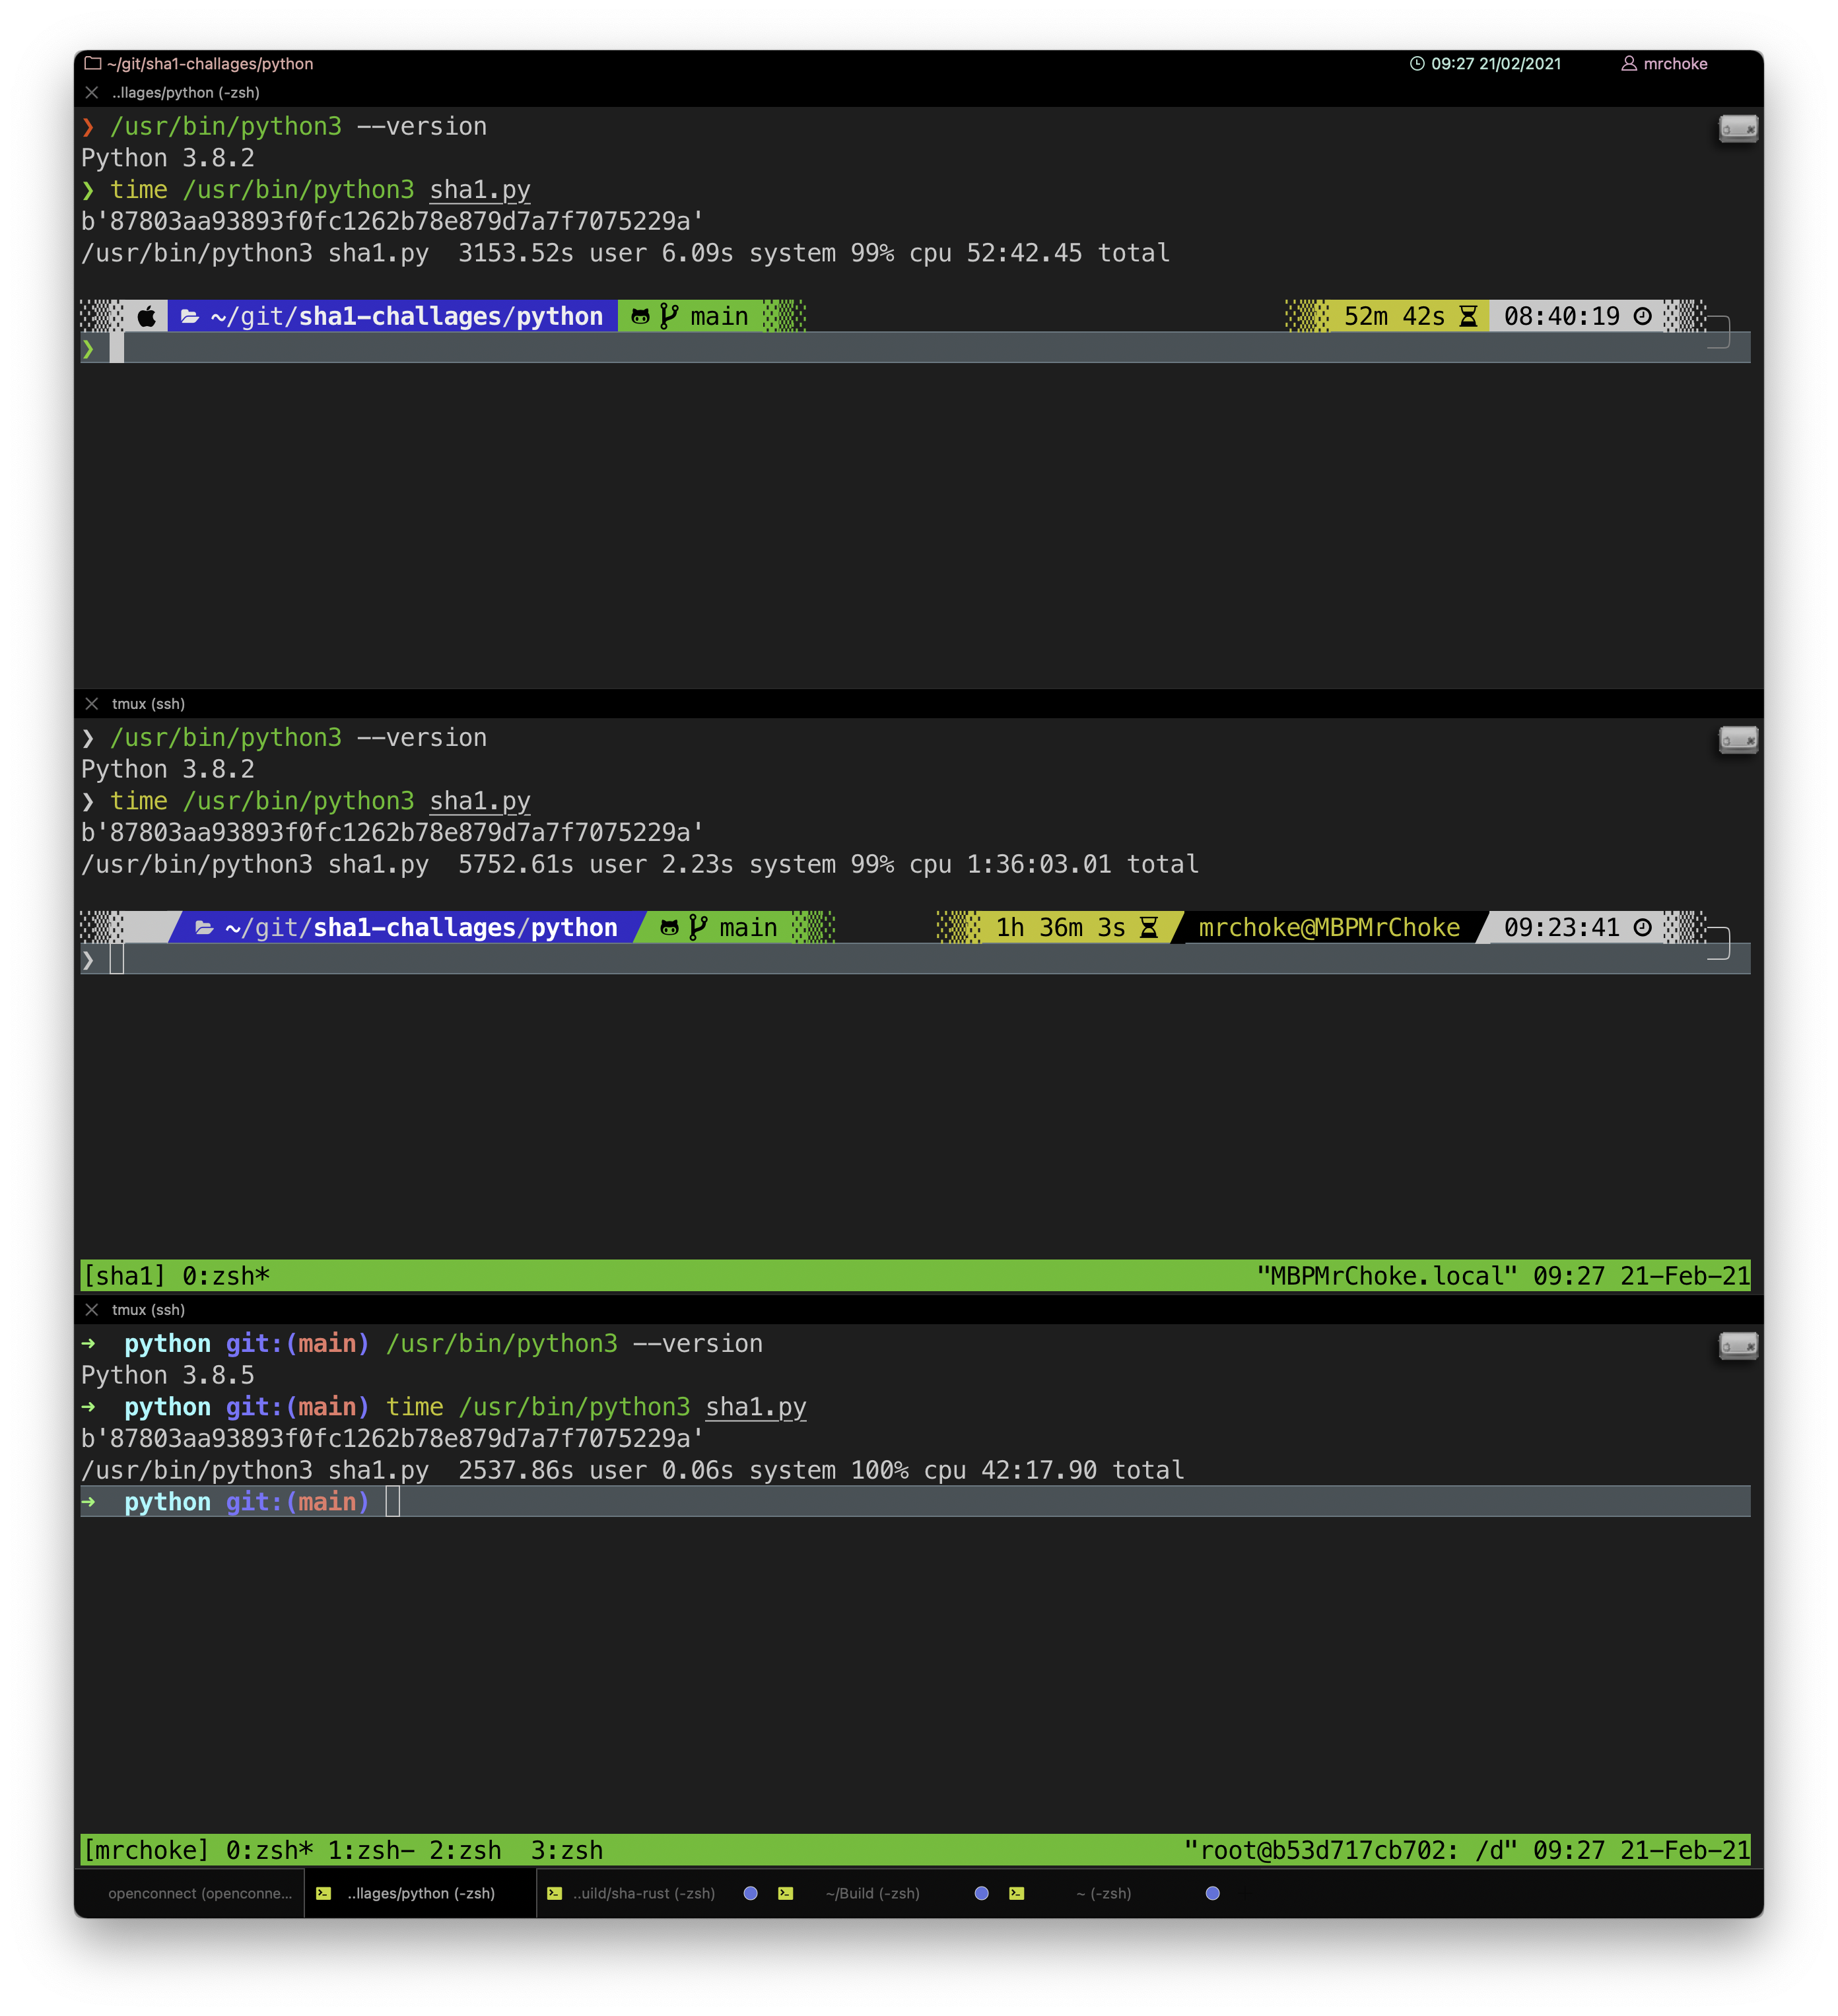 ~/git/sha1-challages/python 09:27 21/02/2021 mrchoke
..llages/python (-zsh)
❯ /usr/bin/python3 --version
Python 3.8.2
❯ time /usr/bin/python3 sha1.py
b'87803aa93893f0fc1262b78e879d7a7f7075229a'
/usr/bin/python3 sha1.py  3153.52s user 6.09s system 99% cpu 52:42.45 total
~/git/sha1-challages/python main 52m 42s 08:40:19
❯
tmux (ssh)
❯ /usr/bin/python3 --version
Python 3.8.2
❯ time /usr/bin/python3 sha1.py
b'87803aa93893f0fc1262b78e879d7a7f7075229a'
/usr/bin/python3 sha1.py  5752.61s user 2.23s system 99% cpu 1:36:03.01 total
~/git/sha1-challages/python main 1h 36m 3s mrchoke@MBPMrChoke 09:23:41
❯
[sha1] 0:zsh* "MBPMrChoke.local" 09:27 21-Feb-21
tmux (ssh)
➜  python git:(main) /usr/bin/python3 --version
Python 3.8.5
➜  python git:(main) time /usr/bin/python3 sha1.py
b'87803aa93893f0fc1262b78e879d7a7f7075229a'
/usr/bin/python3 sha1.py  2537.86s user 0.06s system 100% cpu 42:17.90 total
➜  python git:(main)
[mrchoke] 0:zsh* 1:zsh- 2:zsh  3:zsh "root@b53d717cb702: /d" 09:27 21-Feb-21
openconnect (openconne... ..llages/python (-zsh) ..uild/sha-rust (-zsh) ~/Build (-zsh) ~ (-zsh)